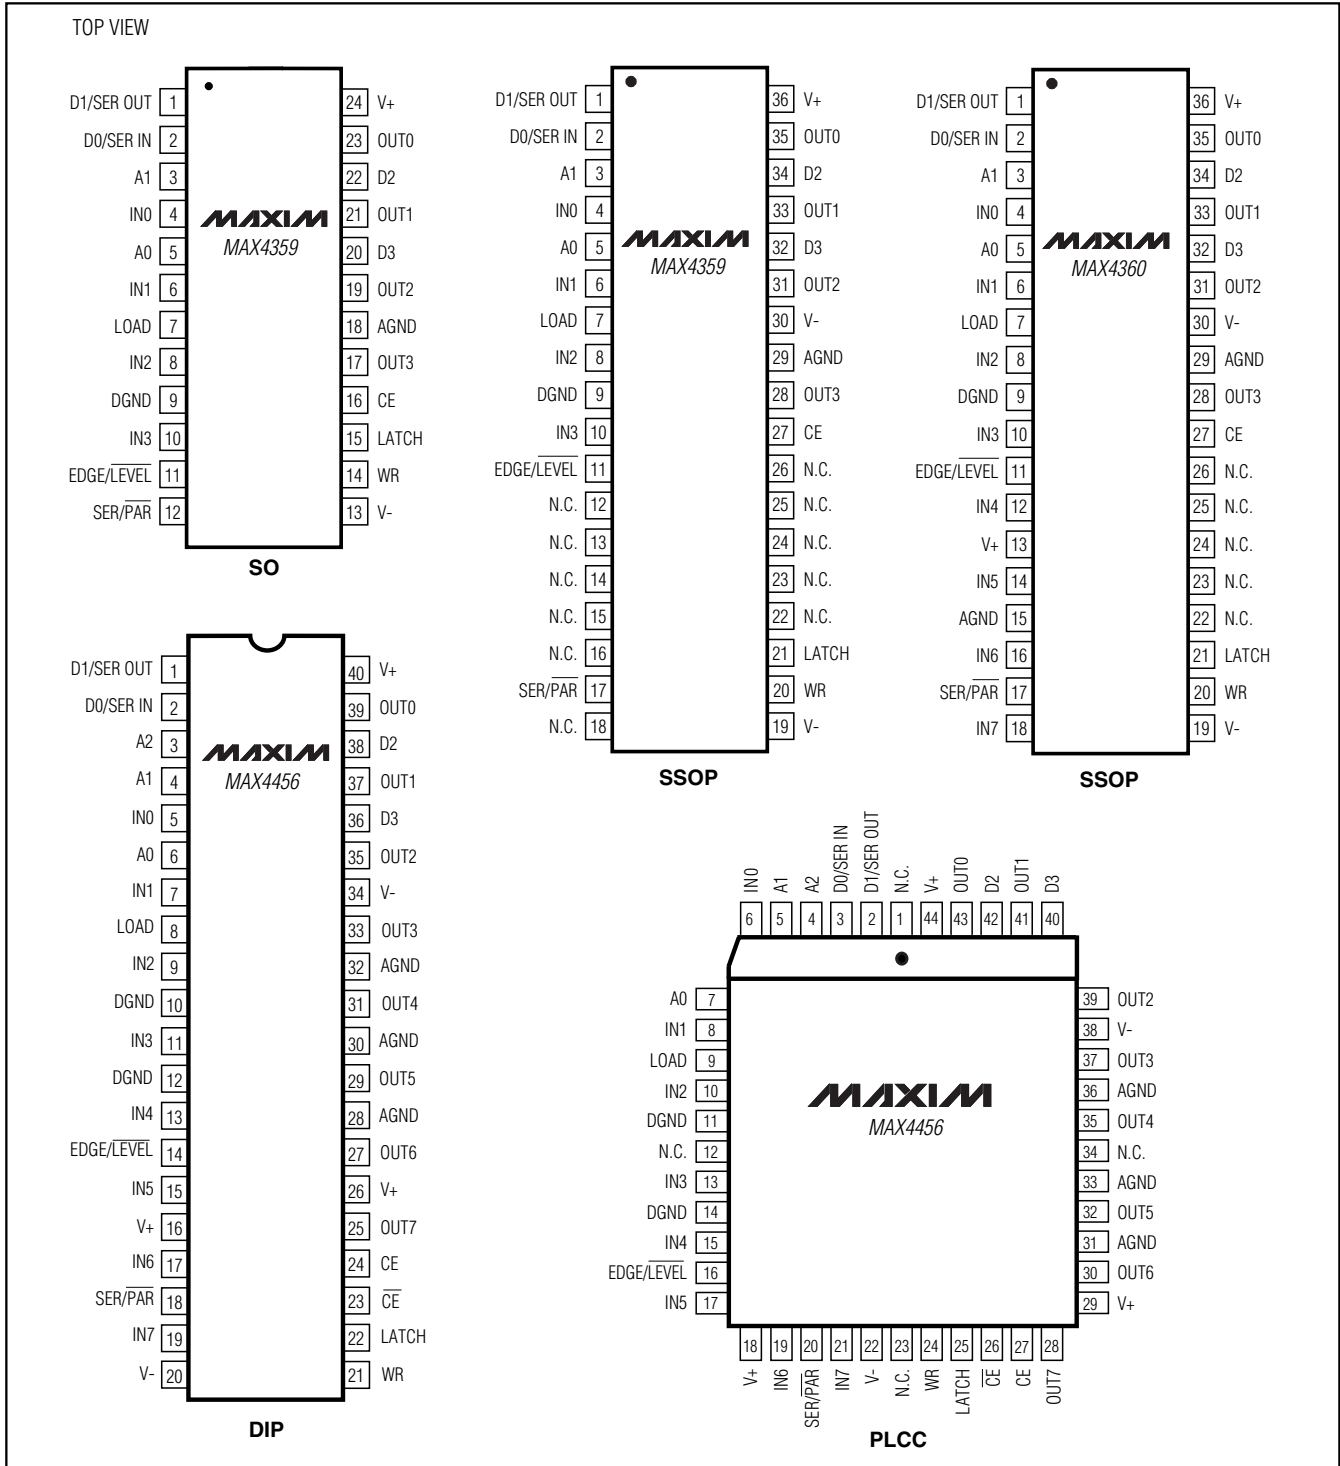 TOP VIEW
D1/SER OUT 1 24 V+
D0/SER IN 2 23 OUT0
A1 3 22 D2
IN0 4 21 OUT1
A0 5 20 D3
IN1 6 19 OUT2
LOAD 7 18 AGND
IN2 8 17 OUT3
DGND 9 16 CE
IN3 10 15 LATCH
EDGE/L̅E̅V̅E̅L̅ 11 14 WR
SER/P̅A̅R̅ 12 13 V-
MAXIM
MAX4359
SO
D1/SER OUT 1 36 V+
D0/SER IN 2 35 OUT0
A1 3 34 D2
IN0 4 33 OUT1
A0 5 32 D3
IN1 6 31 OUT2
LOAD 7 30 V-
IN2 8 29 AGND
DGND 9 28 OUT3
IN3 10 27 CE
EDGE/L̅E̅V̅E̅L̅ 11 26 N.C.
N.C. 12 25 N.C.
N.C. 13 24 N.C.
N.C. 14 23 N.C.
N.C. 15 22 N.C.
N.C. 16 21 LATCH
SER/P̅A̅R̅ 17 20 WR
N.C. 18 19 V-
MAXIM
MAX4359
SSOP
D1/SER OUT 1 36 V+
D0/SER IN 2 35 OUT0
A1 3 34 D2
IN0 4 33 OUT1
A0 5 32 D3
IN1 6 31 OUT2
LOAD 7 30 V-
IN2 8 29 AGND
DGND 9 28 OUT3
IN3 10 27 CE
EDGE/L̅E̅V̅E̅L̅ 11 26 N.C.
IN4 12 25 N.C.
V+ 13 24 N.C.
IN5 14 23 N.C.
AGND 15 22 N.C.
IN6 16 21 LATCH
SER/P̅A̅R̅ 17 20 WR
IN7 18 19 V-
MAXIM
MAX4360
SSOP
D1/SER OUT 1 40 V+
D0/SER IN 2 39 OUT0
A2 3 38 D2
A1 4 37 OUT1
IN0 5 36 D3
A0 6 35 OUT2
IN1 7 34 V-
LOAD 8 33 OUT3
IN2 9 32 AGND
DGND 10 31 OUT4
IN3 11 30 AGND
DGND 12 29 OUT5
IN4 13 28 AGND
EDGE/L̅E̅V̅E̅L̅ 14 27 OUT6
IN5 15 26 V+
V+ 16 25 OUT7
IN6 17 24 CE
SER/P̅A̅R̅ 18 23 C̅E̅
IN7 19 22 LATCH
V- 20 21 WR
MAXIM
MAX4456
DIP
IN0 A1 A2 D0/SER IN D1/SER OUT N.C. V+ OUT0 D2 OUT1 D3
6 5 4 3 2 1 44 43 42 41 40
A0 7 39 OUT2
IN1 8 38 V-
LOAD 9 37 OUT3
IN2 10 36 AGND
DGND 11 35 OUT4
N.C. 12 34 N.C.
IN3 13 33 AGND
DGND 14 32 OUT5
IN4 15 31 AGND
EDGE/L̅E̅V̅E̅L̅ 16 30 OUT6
IN5 17 29 V+
MAXIM
MAX4456
18 19 20 21 22 23 24 25 26 27 28
V+ IN6 SER/P̅A̅R̅ IN7 V- N.C. WR LATCH C̅E̅ CE OUT7
PLCC